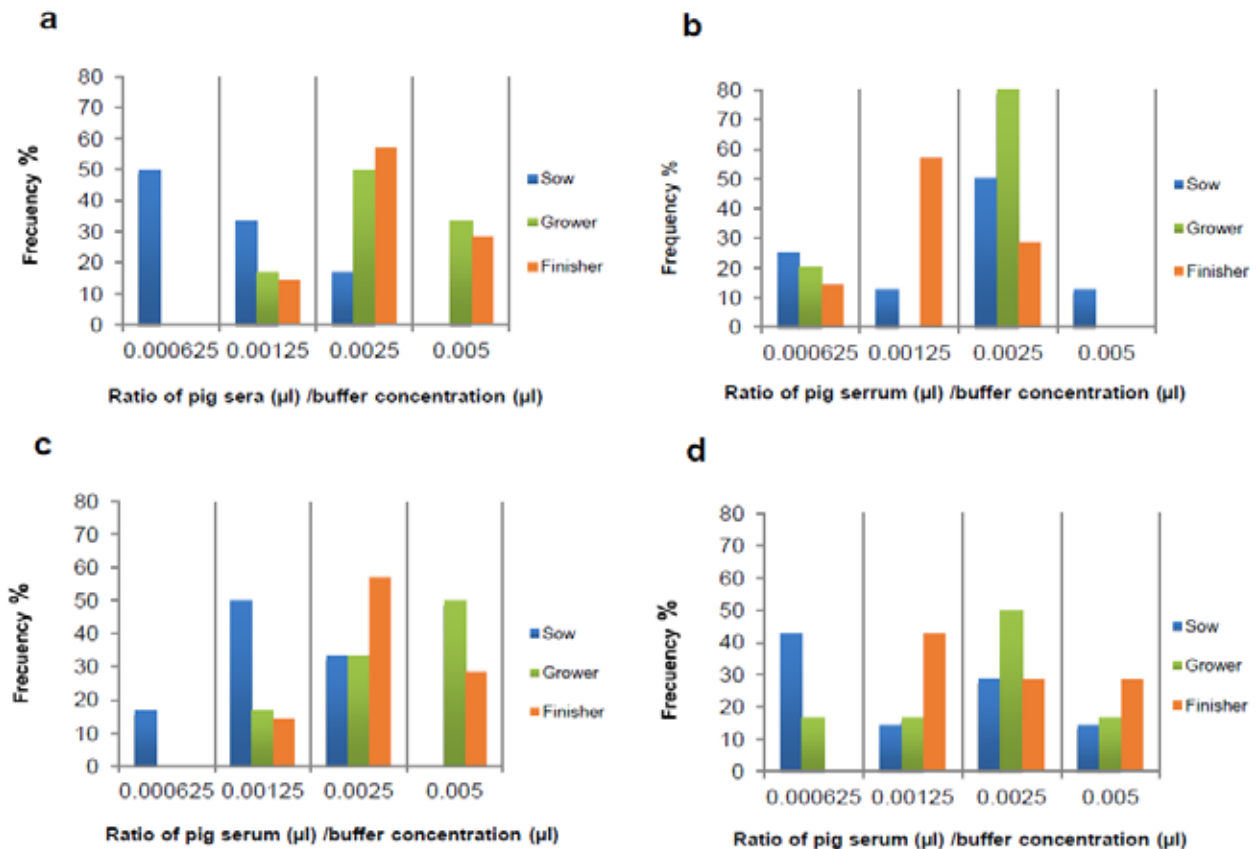 a
80
70
60
50
40
30
20
10
0
Frecuency %
0.000625 0.00125 0.0025 0.005
Ratio of pig sera (µl) /buffer concentration (µl)
Sow
Grower
Finisher
b
80
70
60
50
40
30
20
10
0
Frequency %
0.000625 0.00125 0.0025 0.005
Ratio of pig serrum (µl) /buffer concentration (µl)
Sow
Grower
Finisher
c
80
70
60
50
40
30
20
10
0
Frecuency %
0.000625 0.00125 0.0025 0.005
Ratio of pig serum (µl) /buffer concentration (µl)
Sow
Grower
Finisher
d
80
70
60
50
40
30
20
10
0
Frecuency %
0.000625 0.00125 0.0025 0.005
Ratio of pig serum (µl) /buffer concentration (µl)
Sow
Grower
Finisher